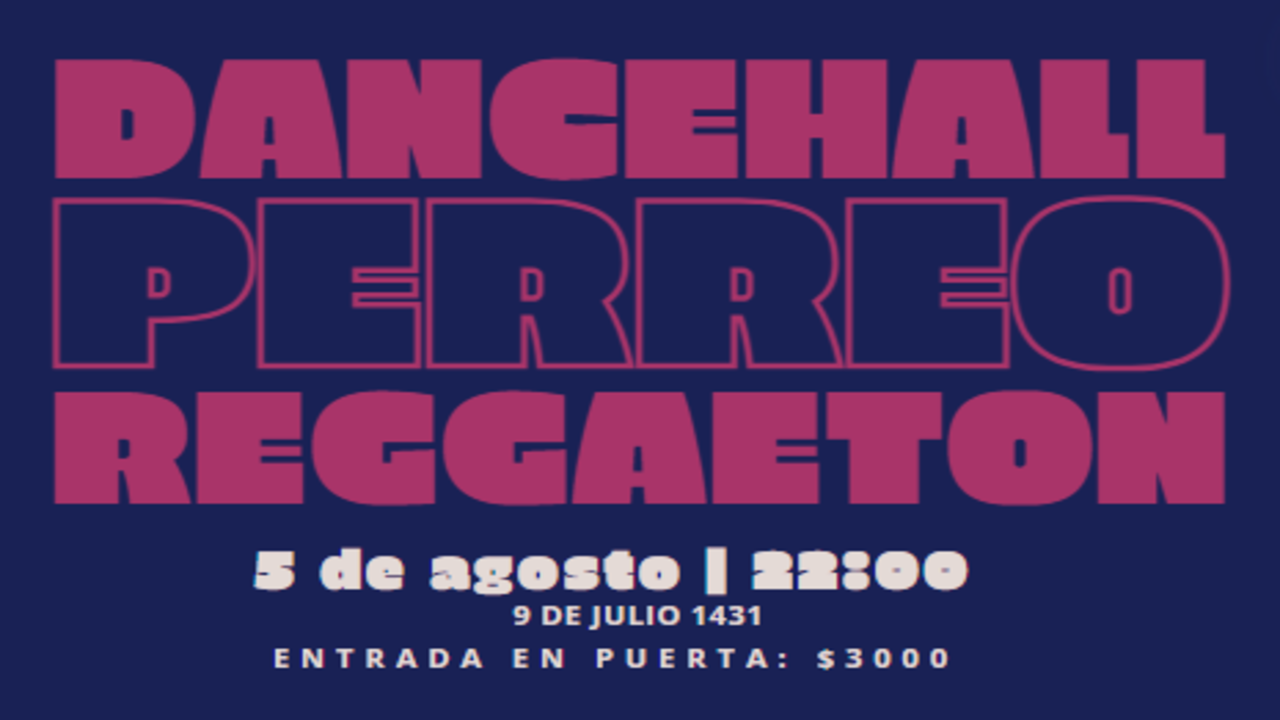 DANCEHALL
PERREO
REGGAETON
5 de agosto | 22:00
9 DE JULIO 1431
ENTRADA EN PUERTA: $3000